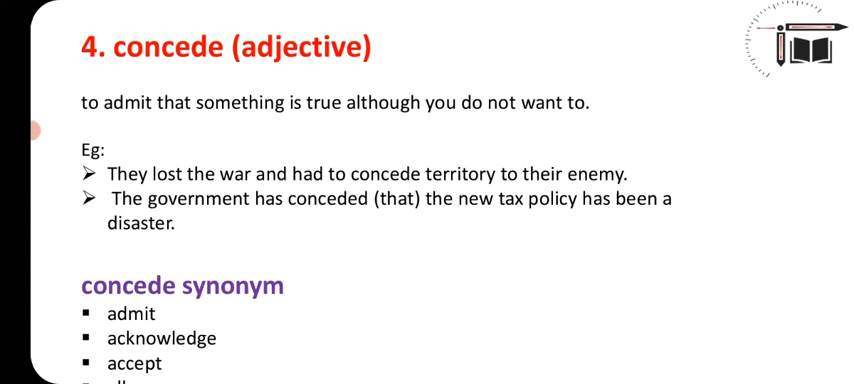 4. concede (adjective)
to admit that something is true although you do not want to.
Eg:
➢ They lost the war and had to concede territory to their enemy.
➢ The government has conceded (that) the new tax policy has been a
disaster.
concede synonym
▪ admit
▪ acknowledge
▪ accept